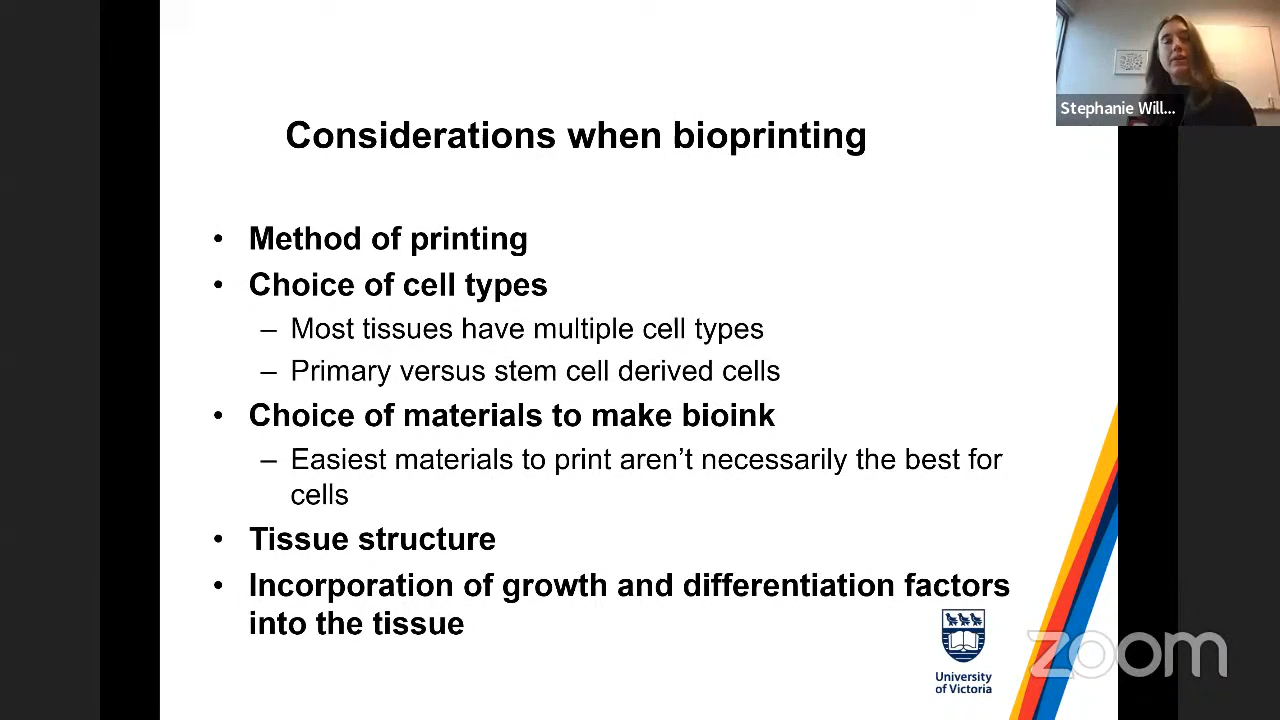 Stephanie Will...
Considerations when bioprinting
• Method of printing
• Choice of cell types
– Most tissues have multiple cell types
– Primary versus stem cell derived cells
• Choice of materials to make bioink
– Easiest materials to print aren’t necessarily the best for
cells
• Tissue structure
• Incorporation of growth and differentiation factors
into the tissue
University
of Victoria
zoom